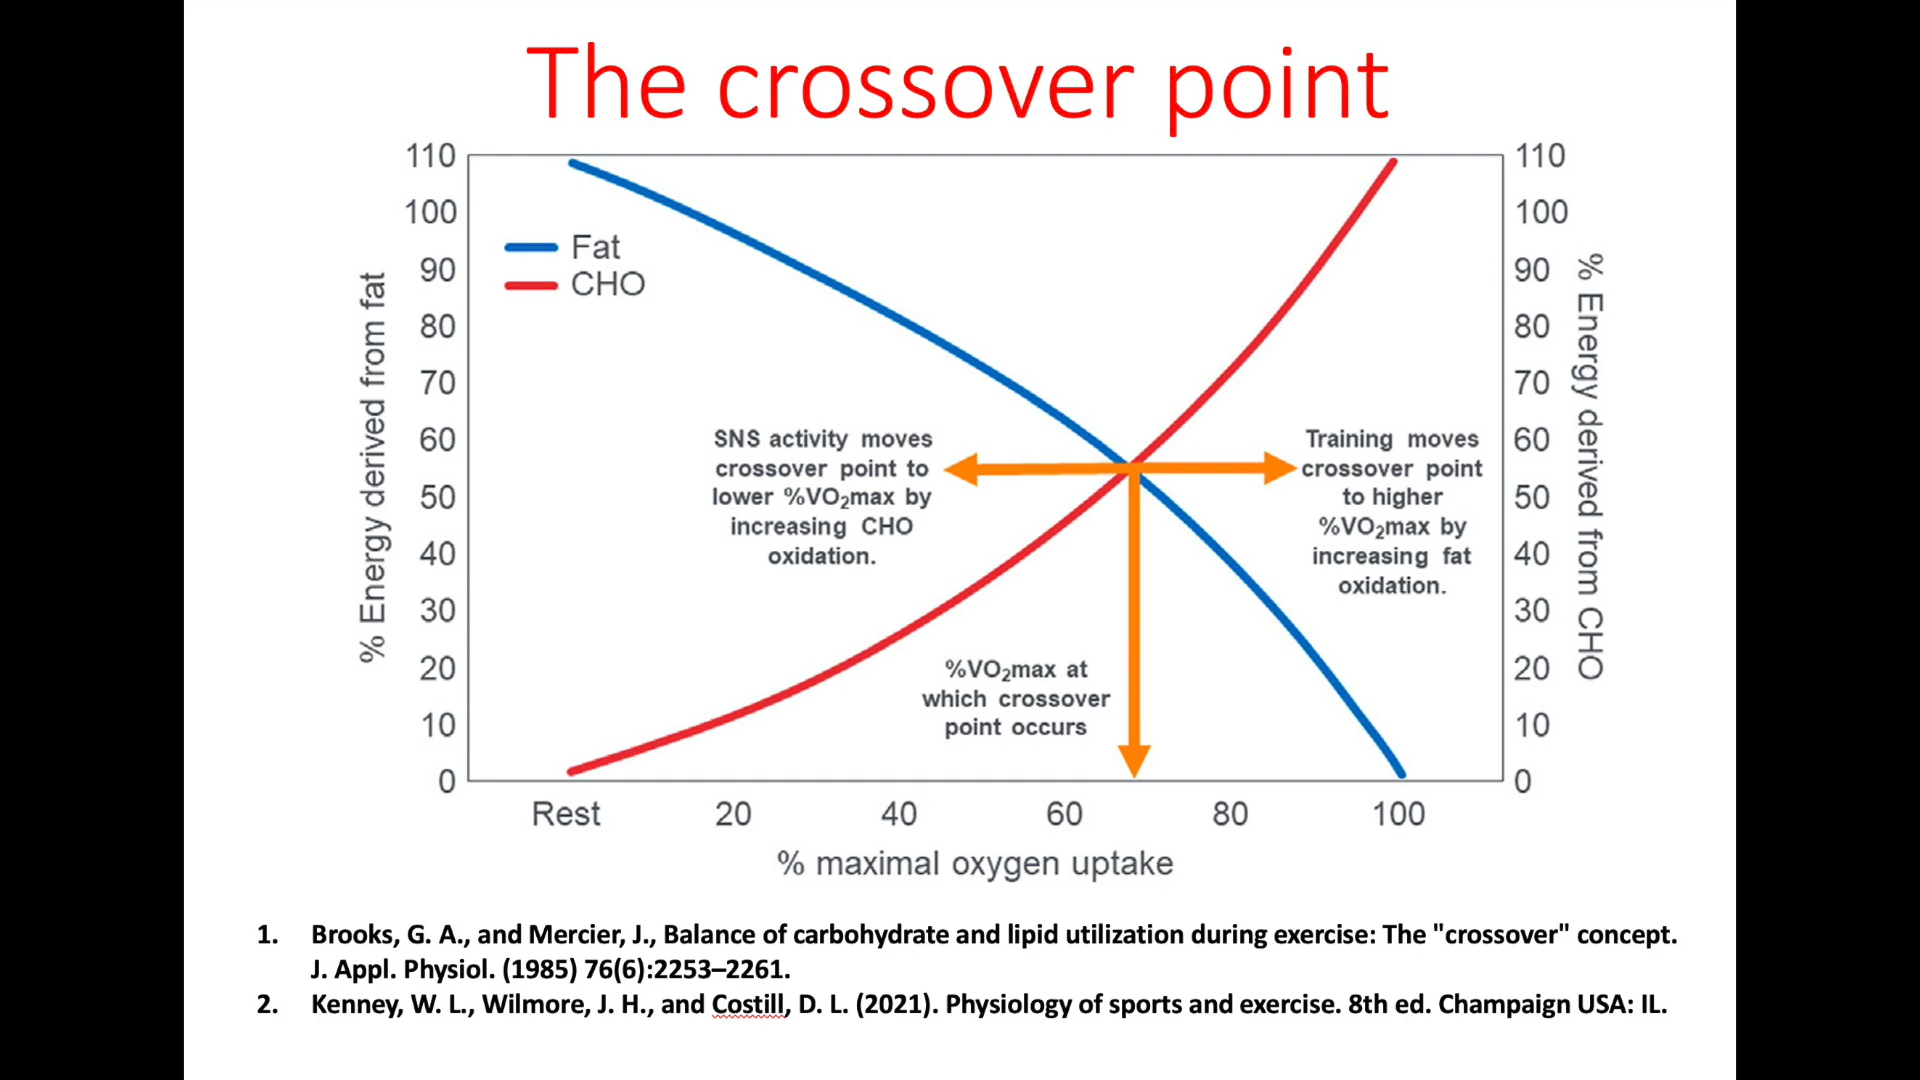 The crossover point
110
100
90
80
70
60
50
40
30
20
10
0
% Energy derived from fat
Fat
CHO
SNS activity moves
crossover point to
lower %VO₂max by
increasing CHO
oxidation.
%VO₂max at
which crossover
point occurs
Training moves
crossover point
to higher
%VO₂max by
increasing fat
oxidation.
110
100
90
80
70
60
50
40
30
20
10
0
% Energy derived from CHO
Rest 20 40 60 80 100
% maximal oxygen uptake
1. Brooks, G. A., and Mercier, J., Balance of carbohydrate and lipid utilization during exercise: The "crossover" concept.
J. Appl. Physiol. (1985) 76(6):2253–2261.
2. Kenney, W. L., Wilmore, J. H., and Costill, D. L. (2021). Physiology of sports and exercise. 8th ed. Champaign USA: IL.